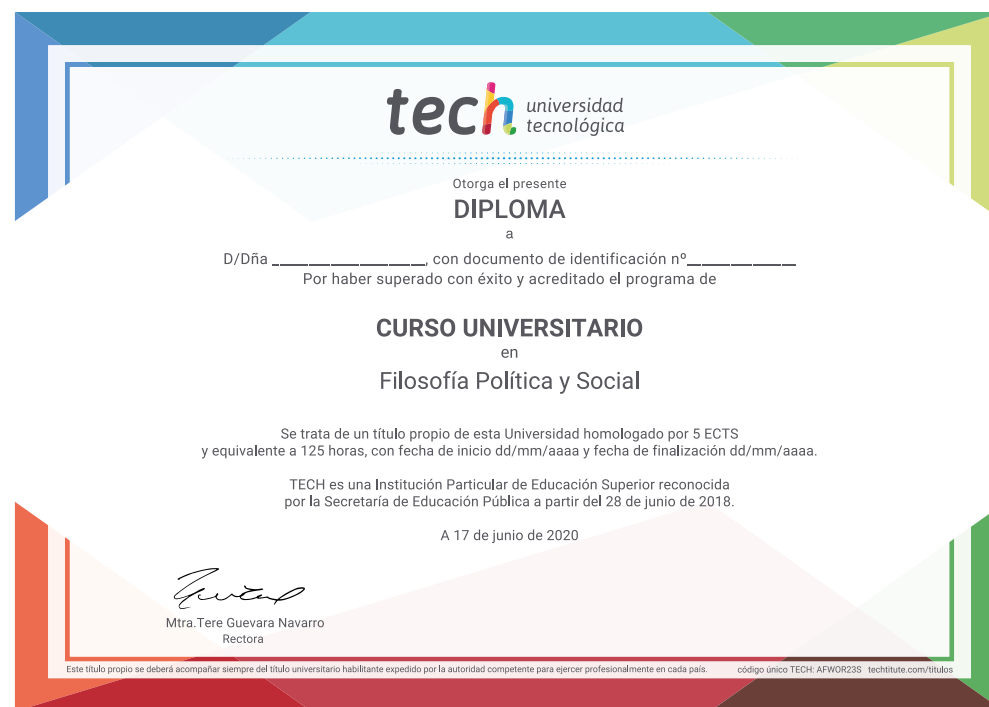 tech universidad
tecnológica
Otorga el presente
DIPLOMA
a
D/Dña ____________________, con documento de identificación nº______________
Por haber superado con éxito y acreditado el programa de
CURSO UNIVERSITARIO
en
Filosofía Política y Social
Se trata de un título propio de esta Universidad homologado por 5 ECTS
y equivalente a 125 horas, con fecha de inicio dd/mm/aaaa y fecha de finalización dd/mm/aaaa.
TECH es una Institución Particular de Educación Superior reconocida
por la Secretaría de Educación Pública a partir del 28 de junio de 2018.
A 17 de junio de 2020
Mtra.Tere Guevara Navarro
Rectora
Este título propio se deberá acompañar siempre del título universitario habilitante expedido por la autoridad competente para ejercer profesionalmente en cada país. código único TECH: AFWOR23S techtitute.com/titulos